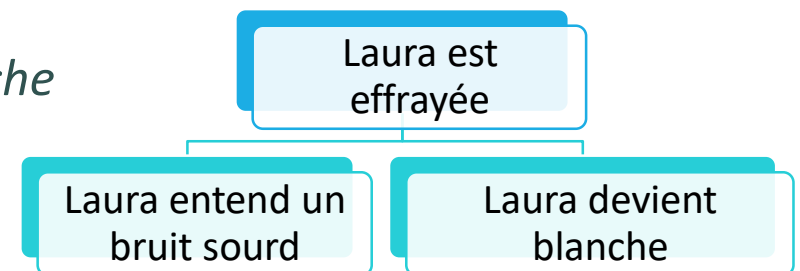 Laura est
effrayée
Laura entend un
bruit sourd
Laura devient
blanche